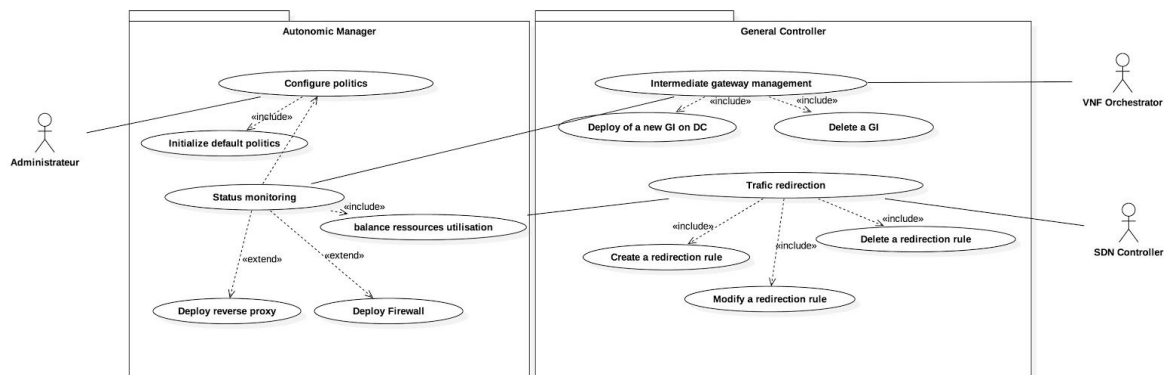 Autonomic Manager
General Controller
Configure politics
Intermediate gateway management
VNF Orchestrator
«include»
«include»
«include»
Administrateur
Initialize default politics
Deploy of a new GI on DC
Delete a GI
Status monitoring
Trafic redirection
«include»
balance ressources utilisation
«include»
«include»
Delete a redirection rule
SDN Controller
«include»
Create a redirection rule
«extend»
«extend»
Modify a redirection rule
Deploy reverse proxy
Deploy Firewall